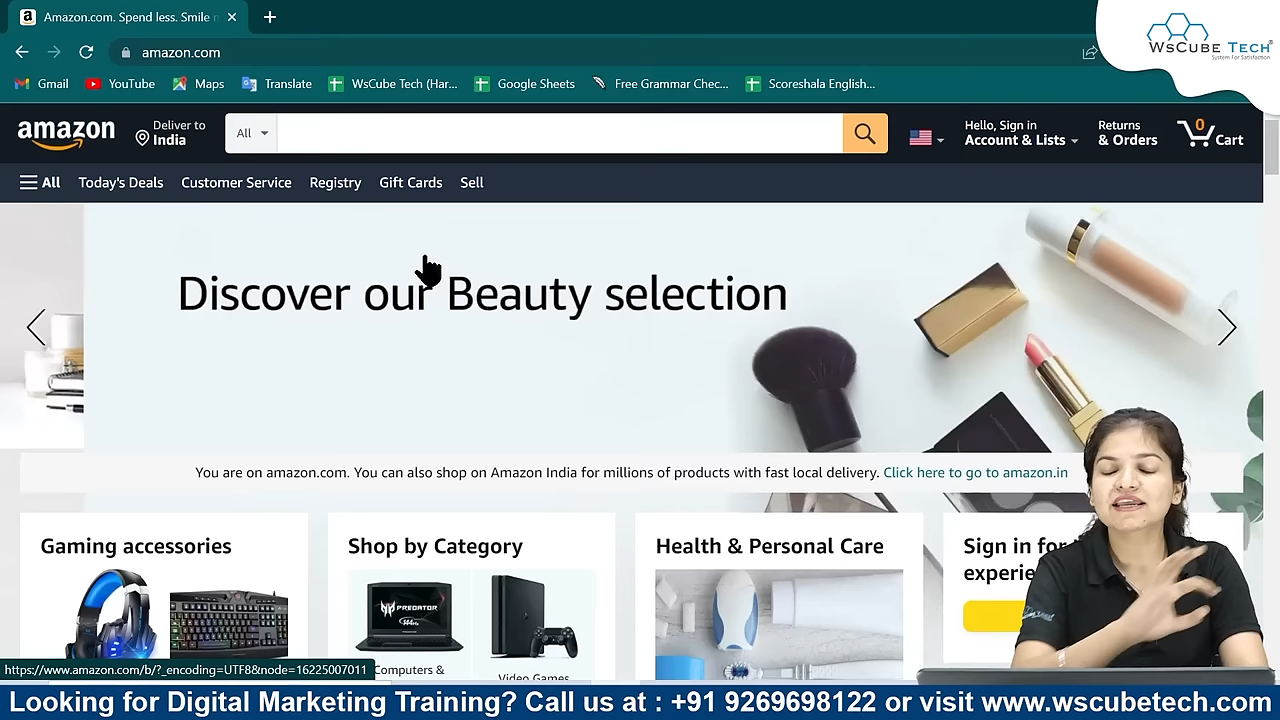 Amazon.com. Spend less. Smile
WsCube Tech®
System For Satisfaction
amazon.com
Gmail
YouTube
Maps
Translate
WsCube Tech (Har...
Google Sheets
Free Grammar Chec...
Scoreshala English...
amazon
Deliver to
India
All
Hello, Sign in
Account & Lists
Returns
& Orders
0
Cart
All
Today's Deals
Customer Service
Registry
Gift Cards
Sell
Discover our Beauty selection
You are on amazon.com. You can also shop on Amazon India for millions of products with fast local delivery. Click here to go to amazon.in
Gaming accessories
Shop by Category
Health & Personal Care
Sign in for
experie
PREDATOR
144Hz
Computers &
Video Games
https://www.amazon.com/b/?_encoding=UTF8&node=16225007011
Looking for Digital Marketing Training? Call us at : +91 9269698122 or visit www.wscubetech.com